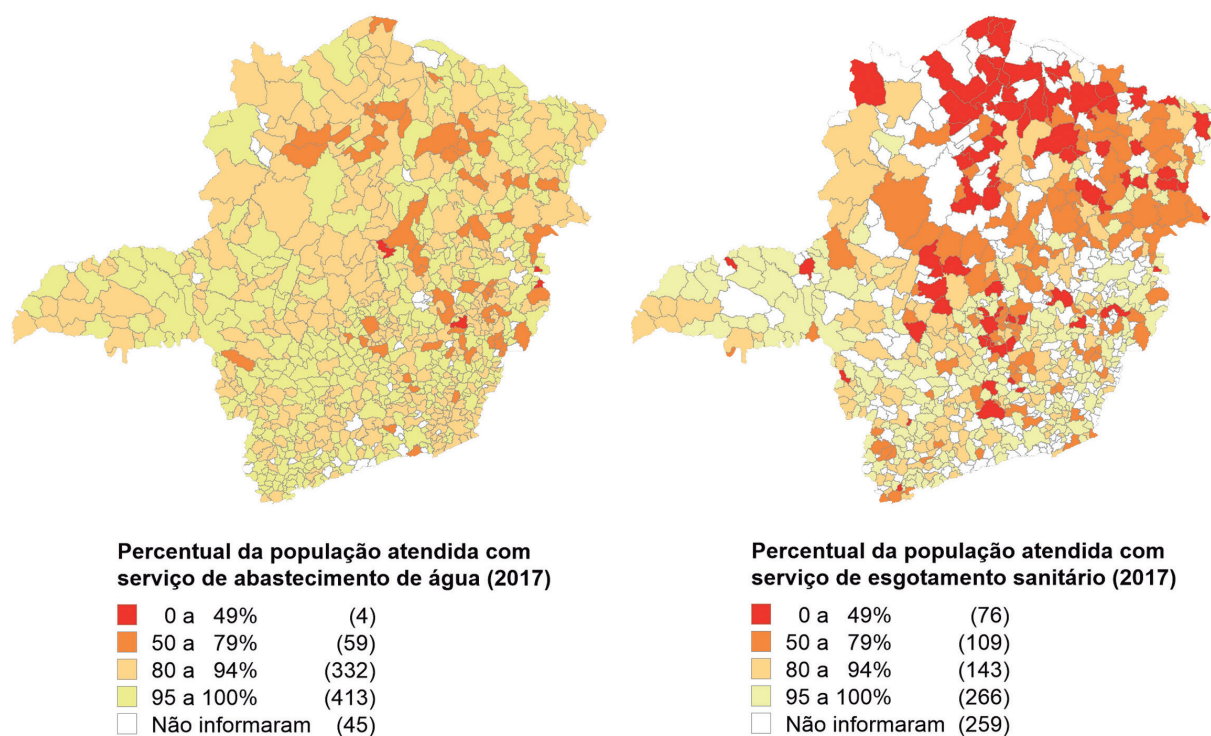 Percentual da população atendida com
serviço de abastecimento de água (2017)
0 a 49% (4)
50 a 79% (59)
80 a 94% (332)
95 a 100% (413)
Não informaram (45)
Percentual da população atendida com
serviço de esgotamento sanitário (2017)
0 a 49% (76)
50 a 79% (109)
80 a 94% (143)
95 a 100% (266)
Não informaram (259)